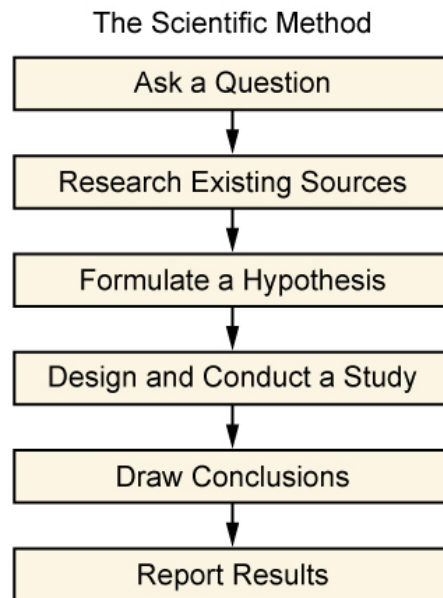 The Scientific Method
Ask a Question
Research Existing Sources
Formulate a Hypothesis
Design and Conduct a Study
Draw Conclusions
Report Results